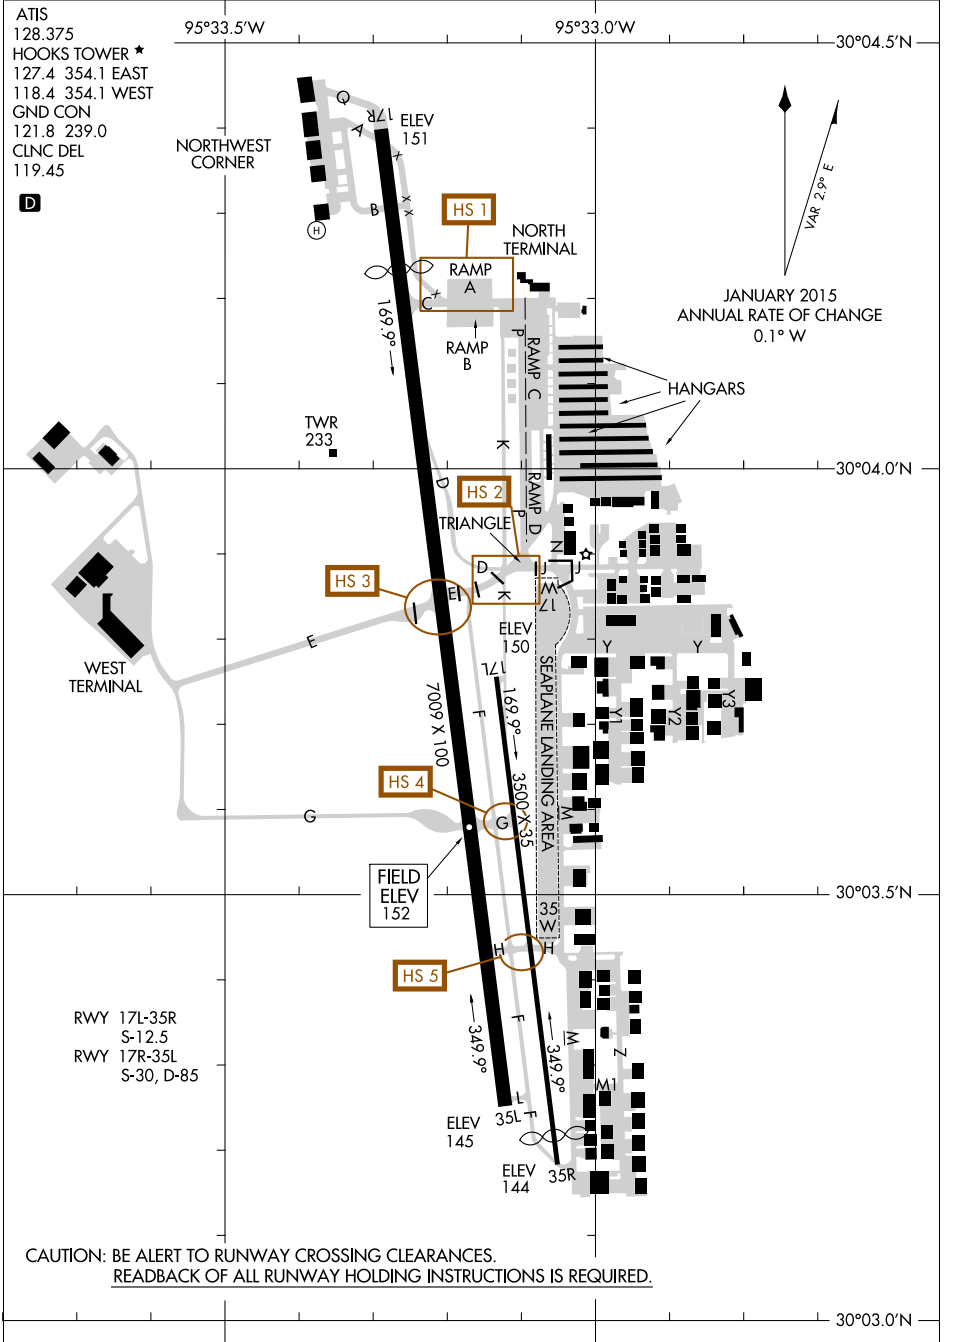 ATIS
128.375
HOOKS TOWER ★
127.4 354.1 EAST
118.4 354.1 WEST
GND CON
121.8 239.0
CLNC DEL
119.45
D
95°33.5'W
95°33.0'W
30°04.5'N
NORTHWEST
CORNER
Q
A
17R
ELEV
151
B
H
HS 1
NORTH
TERMINAL
RAMP
A
C
RAMP
B
169.9°
P
RAMP C
VAR 2.9° E
JANUARY 2015
ANNUAL RATE OF CHANGE
0.1° W
HANGARS
TWR
233
K
30°04.0'N
D
HS 2
P
RAMP D
TRIANGLE
N
D
J
J
K
W
17
HS 3
E
E
ELEV
150
WEST
TERMINAL
17L
Y
Y
7009 X 100
F
169.9°
SEAPLANE LANDING AREA
Y1
Y2
Y3
HS 4
3500 X 35
G
G
M
FIELD
ELEV
152
35
W
30°03.5'N
H
H
HS 5
RWY 17L-35R
S-12.5
RWY 17R-35L
S-30, D-85
349.9°
F
349.9°
M
Z
M1
L
F
35L
ELEV
145
ELEV
144
35R
CAUTION: BE ALERT TO RUNWAY CROSSING CLEARANCES.
READBACK OF ALL RUNWAY HOLDING INSTRUCTIONS IS REQUIRED.
30°03.0'N